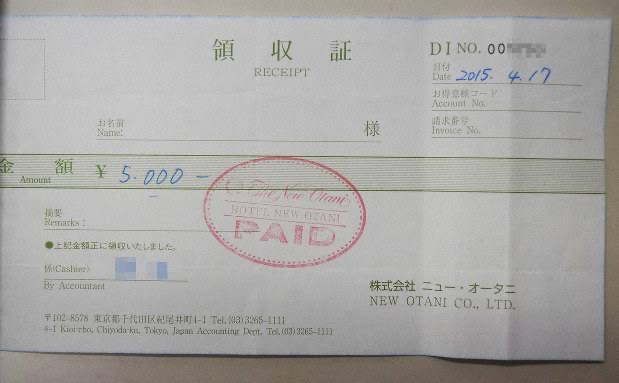 領収証
RECEIPT
DI NO. 00
日付
Date 2015. 4. 17
お得意様コード
Account No.
請求番号
Invoice No.
お名前
Name:
様
金額 ¥ 5.000 —
Amount
The New Otani
HOTEL NEW OTANI
PAID
摘要
Remarks :
●上記金額正に領収いたしました。
係(Cashier)
By Accountant
株式会社 ニュー・オータニ
NEW OTANI CO., LTD.
〒102-8578 東京都千代田区紀尾井町4-1 Tel,(03)3265-1111
4-1 Kioi-cho, Chiyoda-ku, Tokyo, Japan Accounting Dept. Tel,(03)3265-1111